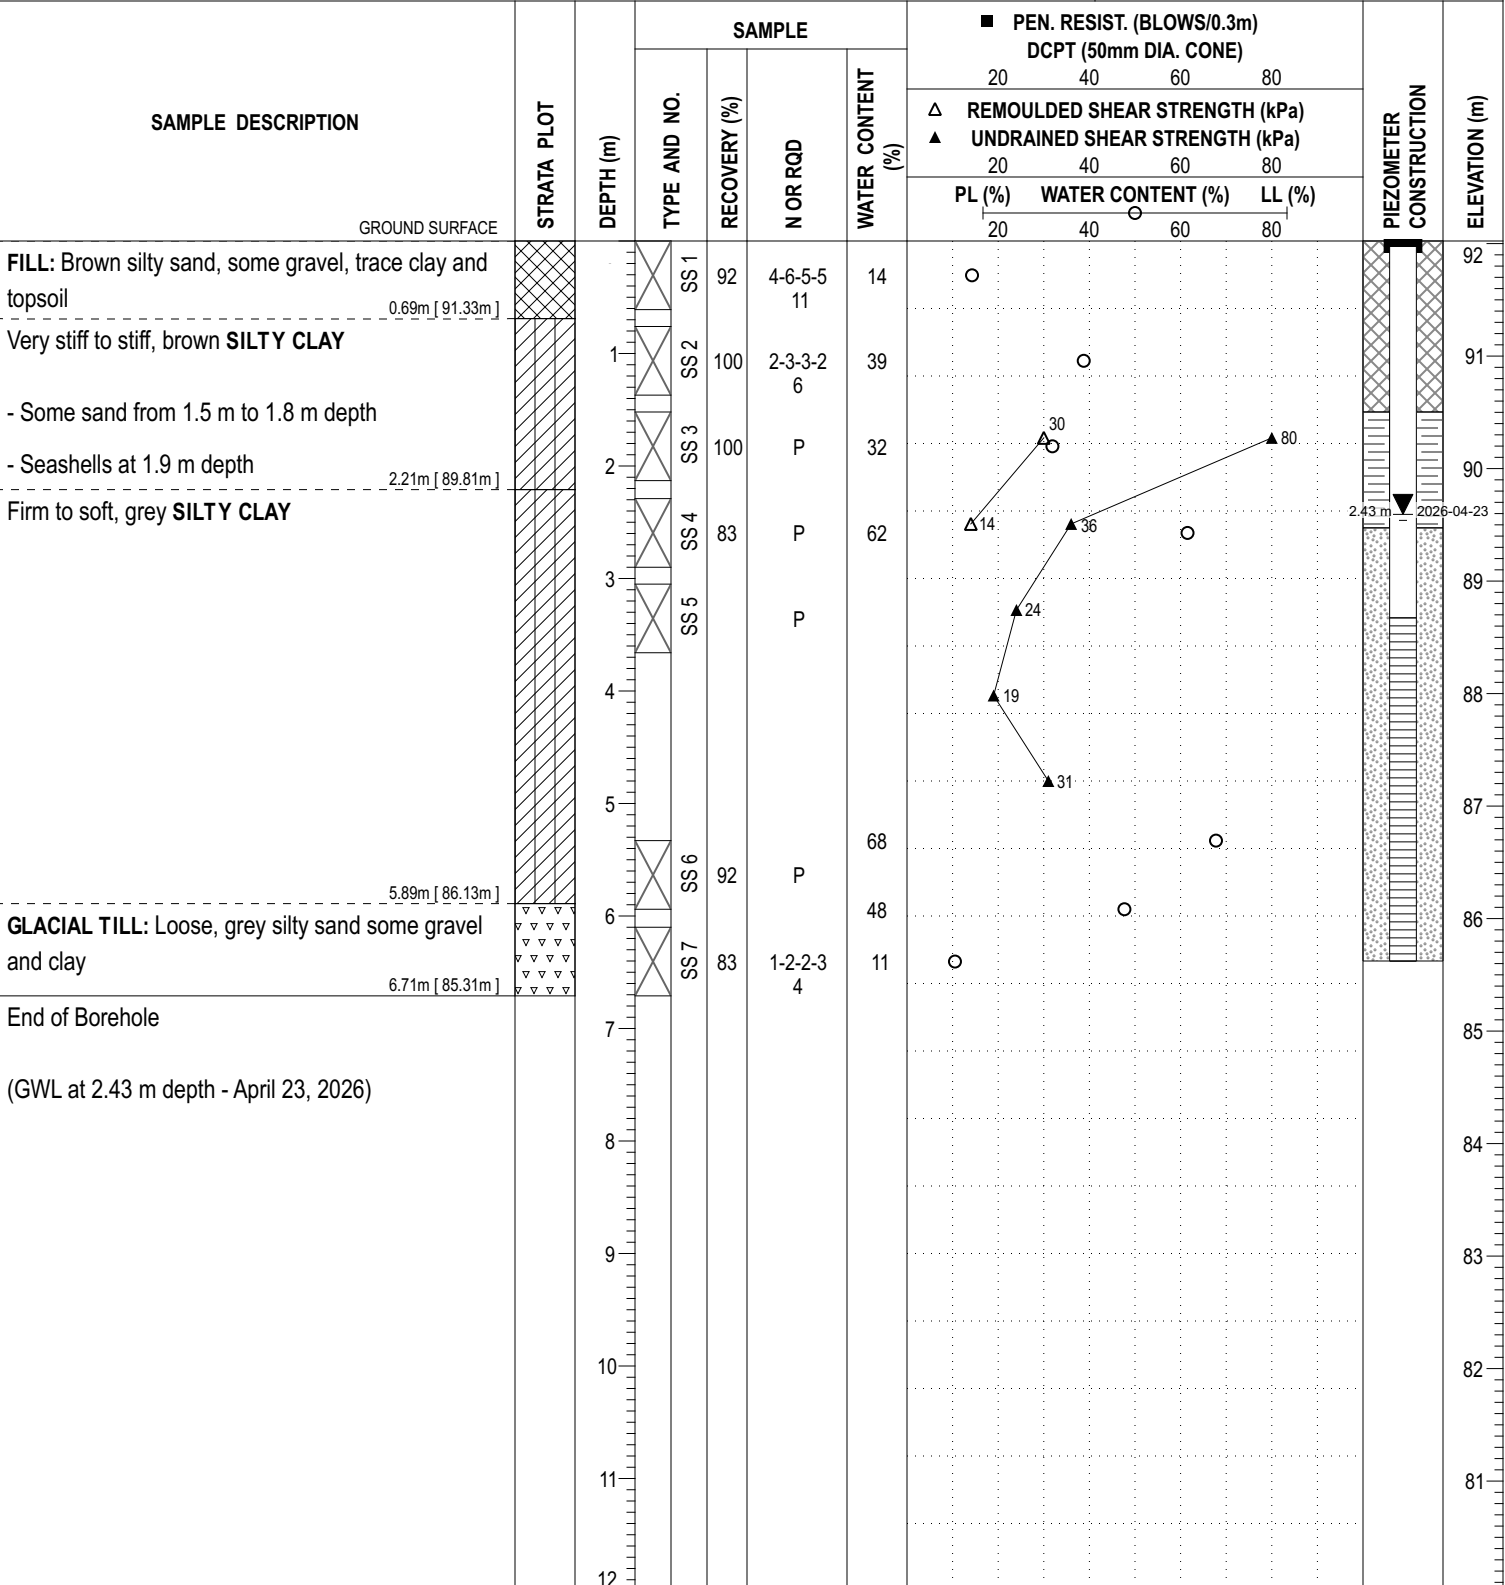 SAMPLE DESCRIPTION
GROUND SURFACE
STRATA PLOT
DEPTH (m)
SAMPLE
TYPE AND NO.
RECOVERY (%)
N OR RQD
WATER CONTENT
(%)
■ PEN. RESIST. (BLOWS/0.3m)
DCPT (50mm DIA. CONE)
20 40 60 80
△ REMOULDED SHEAR STRENGTH (kPa)
▲ UNDRAINED SHEAR STRENGTH (kPa)
20 40 60 80
PL (%) WATER CONTENT (%) LL (%)
20 40 60 80
PIEZOMETER
CONSTRUCTION
ELEVATION (m)
FILL: Brown silty sand, some gravel, trace clay and
topsoil
0.69m [ 91.33m ]
Very stiff to stiff, brown SILTY CLAY
- Some sand from 1.5 m to 1.8 m depth
- Seashells at 1.9 m depth
2.21m [ 89.81m ]
Firm to soft, grey SILTY CLAY
5.89m [ 86.13m ]
GLACIAL TILL: Loose, grey silty sand some gravel
and clay
6.71m [ 85.31m ]
End of Borehole
(GWL at 2.43 m depth - April 23, 2026)
1
2
3
4
5
6
7
8
9
10
11
12
SS 1 92 4-6-5-5 14
11
SS 2 100 2-3-3-2 39
6
SS 3 100 P 32
SS 4 83 P 62
SS 5 P
68
SS 6 92 P
48
SS 7 83 1-2-2-3 11
4
30
80
14
36
24
19
31
2.43 m 2026-04-23
92
91
90
89
88
87
86
85
84
83
82
81